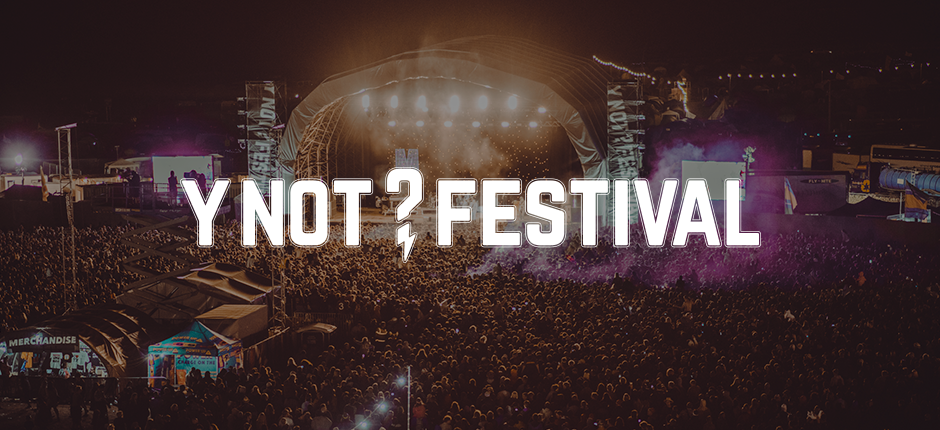 Y NOT? FESTIVAL
MERCHANDISE